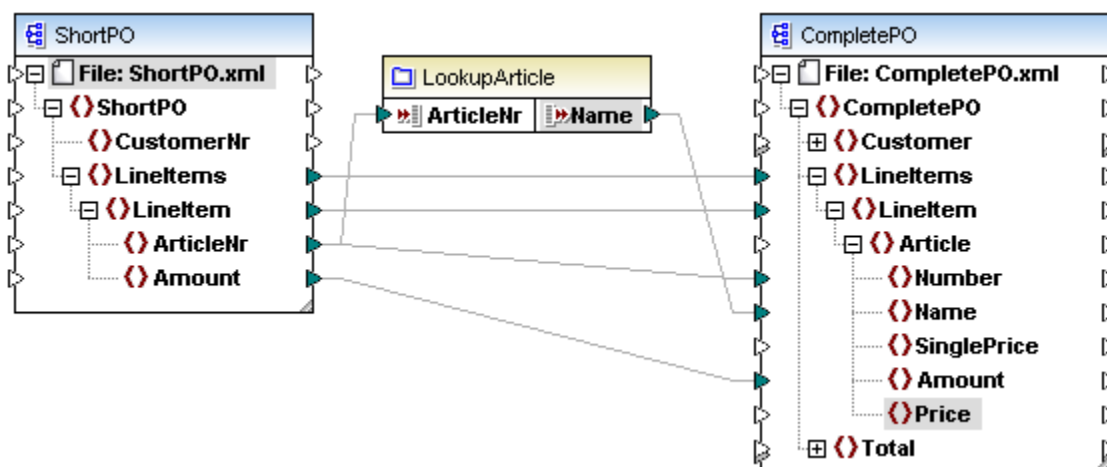 ShortPO
File: ShortPO.xml
ShortPO
CustomerNr
LineItems
LineItem
ArticleNr
Amount
LookupArticle
ArticleNr Name
CompletePO
File: CompletePO.xml
CompletePO
Customer
LineItems
LineItem
Article
Number
Name
SinglePrice
Amount
Price
Total